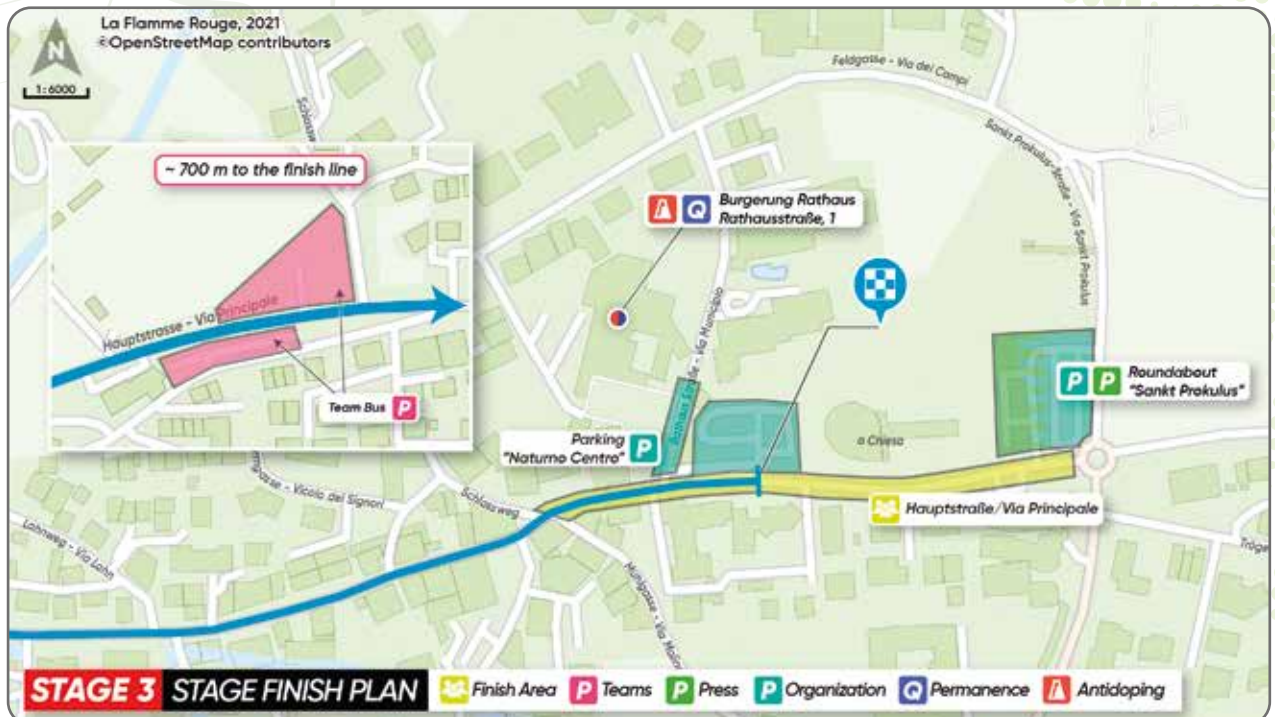 La Flamme Rouge, 2021
©OpenStreetMap contributors
N
1:6000
Feldgasse - Via dei Campi
Sankt Prokulus-Straße - Via Sankt Prokulus
~ 700 m to the finish line
Hauptstrasse - Via Principale
Team Bus P
Q Burgerung Rathaus
Rathausstraße, 1
Via Municipio
P P Roundabout
"Sankt Prokulus"
Parking
"Naturno Centro" P
a Chiesa
Hauptstraße/Via Principale
Vicolo dei Signori
Schlossweg
Lahnweg - Via Lahn
Mühlgasse - Via
STAGE 3 STAGE FINISH PLAN Finish Area P Teams P Press P Organization Q Permanence Antidoping